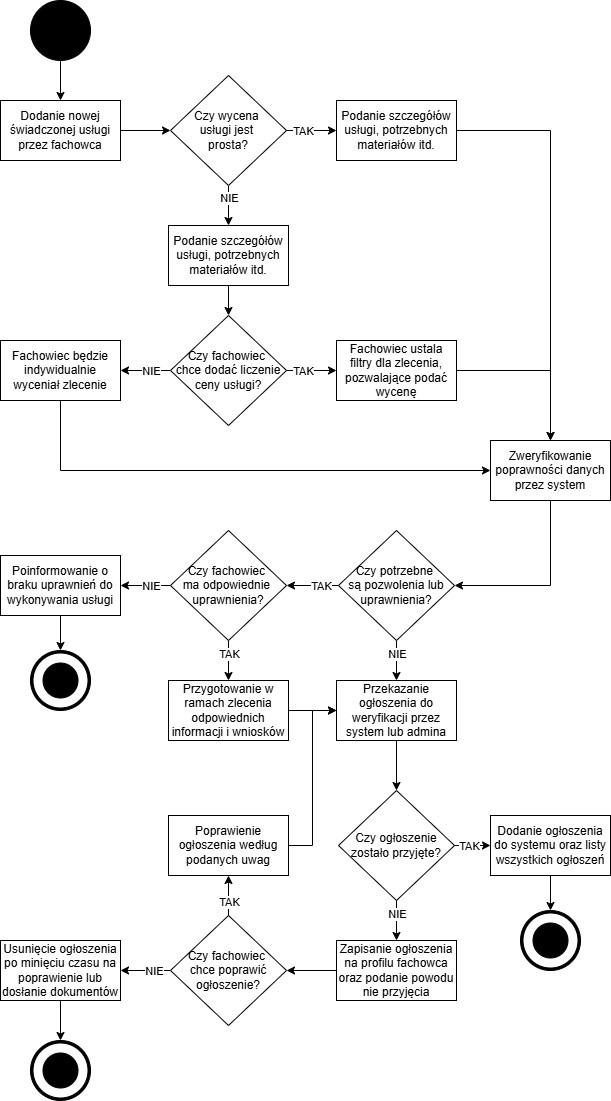 Dodanie nowej
świadczonej usługi
przez fachowca
Czy wycena
usługi jest
prosta?
TAK
Podanie szczegółów
usługi, potrzebnych
materiałów itd.
NIE
Podanie szczegółów
usługi, potrzebnych
materiałów itd.
Fachowiec będzie
indywidualnie
wyceniał zlecenie
NIE
Czy fachowiec
chce dodać liczenie
ceny usługi?
TAK
Fachowiec ustala
filtry dla zlecenia,
pozwalające podać
wycenę
Zweryfikowanie
poprawności danych
przez system
Poinformowanie o
braku uprawnień do
wykonywania usługi
NIE
Czy fachowiec
ma odpowiednie
uprawnienia?
TAK
Czy potrzebne
są pozwolenia lub
uprawnienia?
TAK
NIE
Przygotowanie w
ramach zlecenia
odpowiednich
informacji i wniosków
Przekazanie
ogłoszenia do
weryfikacji przez
system lub admina
Poprawienie
ogłoszenia według
podanych uwag
Czy ogłoszenie
zostało przyjęte?
TAK
Dodanie ogłoszenia
do systemu oraz listy
wszystkich ogłoszeń
TAK
NIE
Usunięcie ogłoszenia
po minięciu czasu na
poprawienie lub
dosłanie dokumentów
NIE
Czy fachowiec
chce poprawić
ogłoszenie?
Zapisanie ogłoszenia
na profilu fachowca
oraz podanie powodu
nie przyjęcia